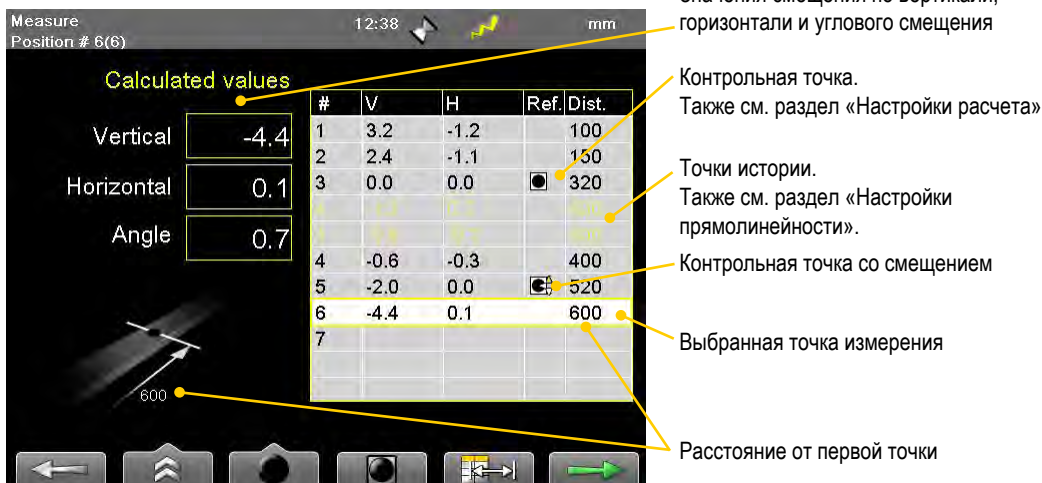 Measure 12:38 mm
Position # 6(6)
Calculated values
Vertical -4.4
Horizontal 0.1
Angle 0.7
600
# V H Ref. Dist.
1 3.2 -1.2 100
2 2.4 -1.1 150
3 0.0 0.0 320
4 -0.6 -0.3 400
5 -2.0 0.0 520
6 -4.4 0.1 600
7
горизонтали и углового смещения
Контрольная точка.
Также см. раздел «Настройки расчета»
Точки истории.
Также см. раздел «Настройки
прямолинейности».
Контрольная точка со смещением
Выбранная точка измерения
Расстояние от первой точки